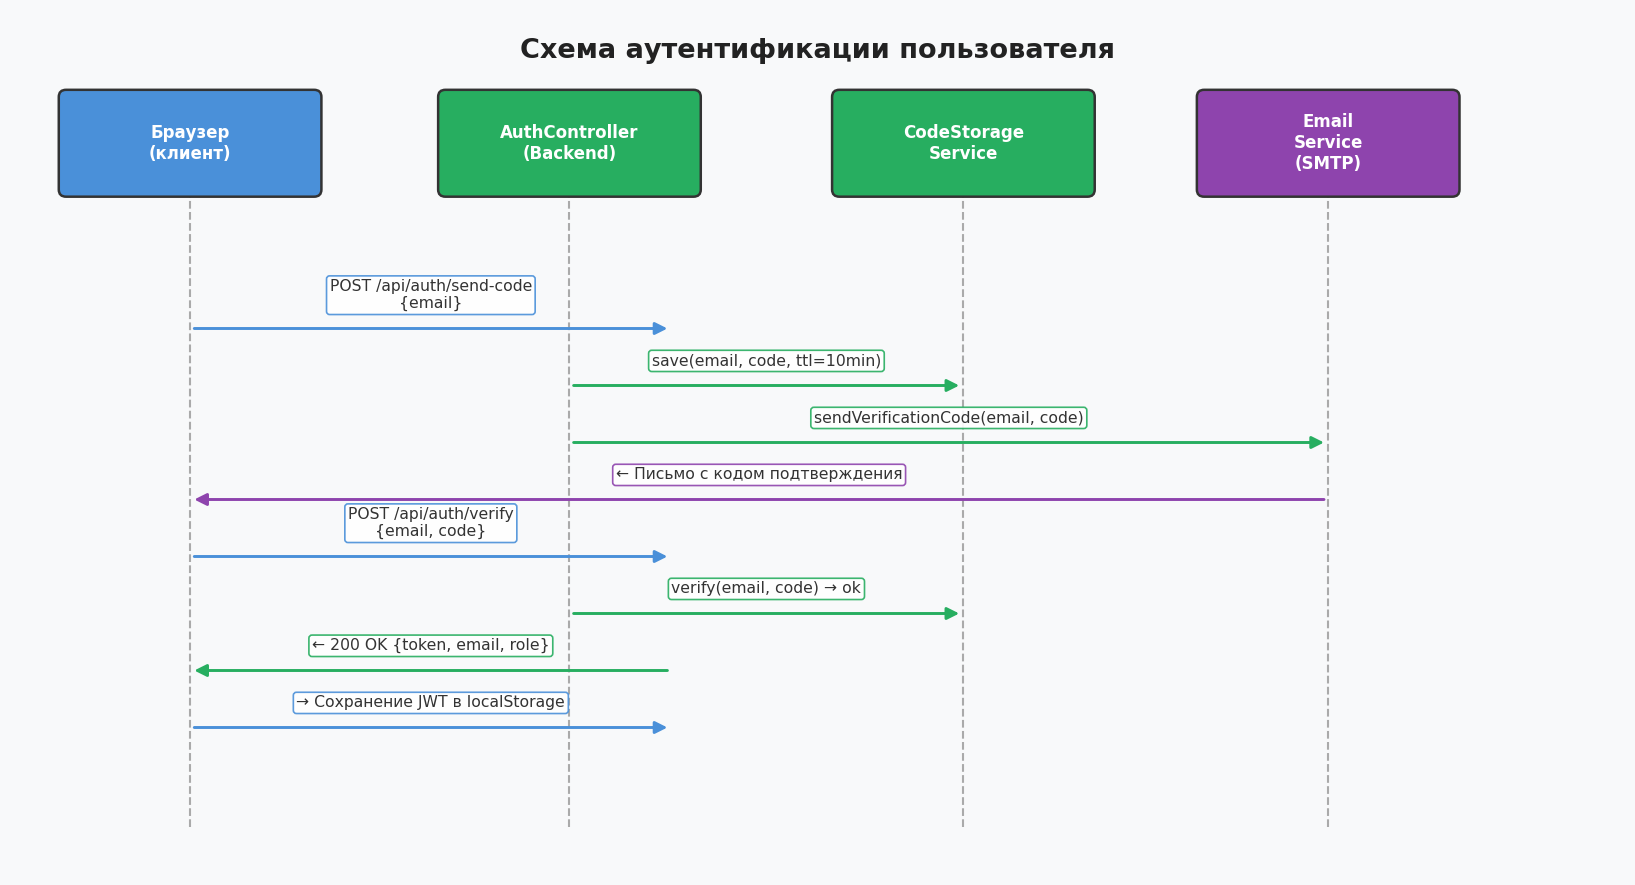 Схема аутентификации пользователя
Браузер
(клиент)
AuthController
(Backend)
CodeStorage
Service
Email
Service
(SMTP)
POST /api/auth/send-code
{email}
save(email, code, ttl=10min)
sendVerificationCode(email, code)
← Письмо с кодом подтверждения
POST /api/auth/verify
{email, code}
verify(email, code) → ok
← 200 OK {token, email, role}
→ Сохранение JWT в localStorage